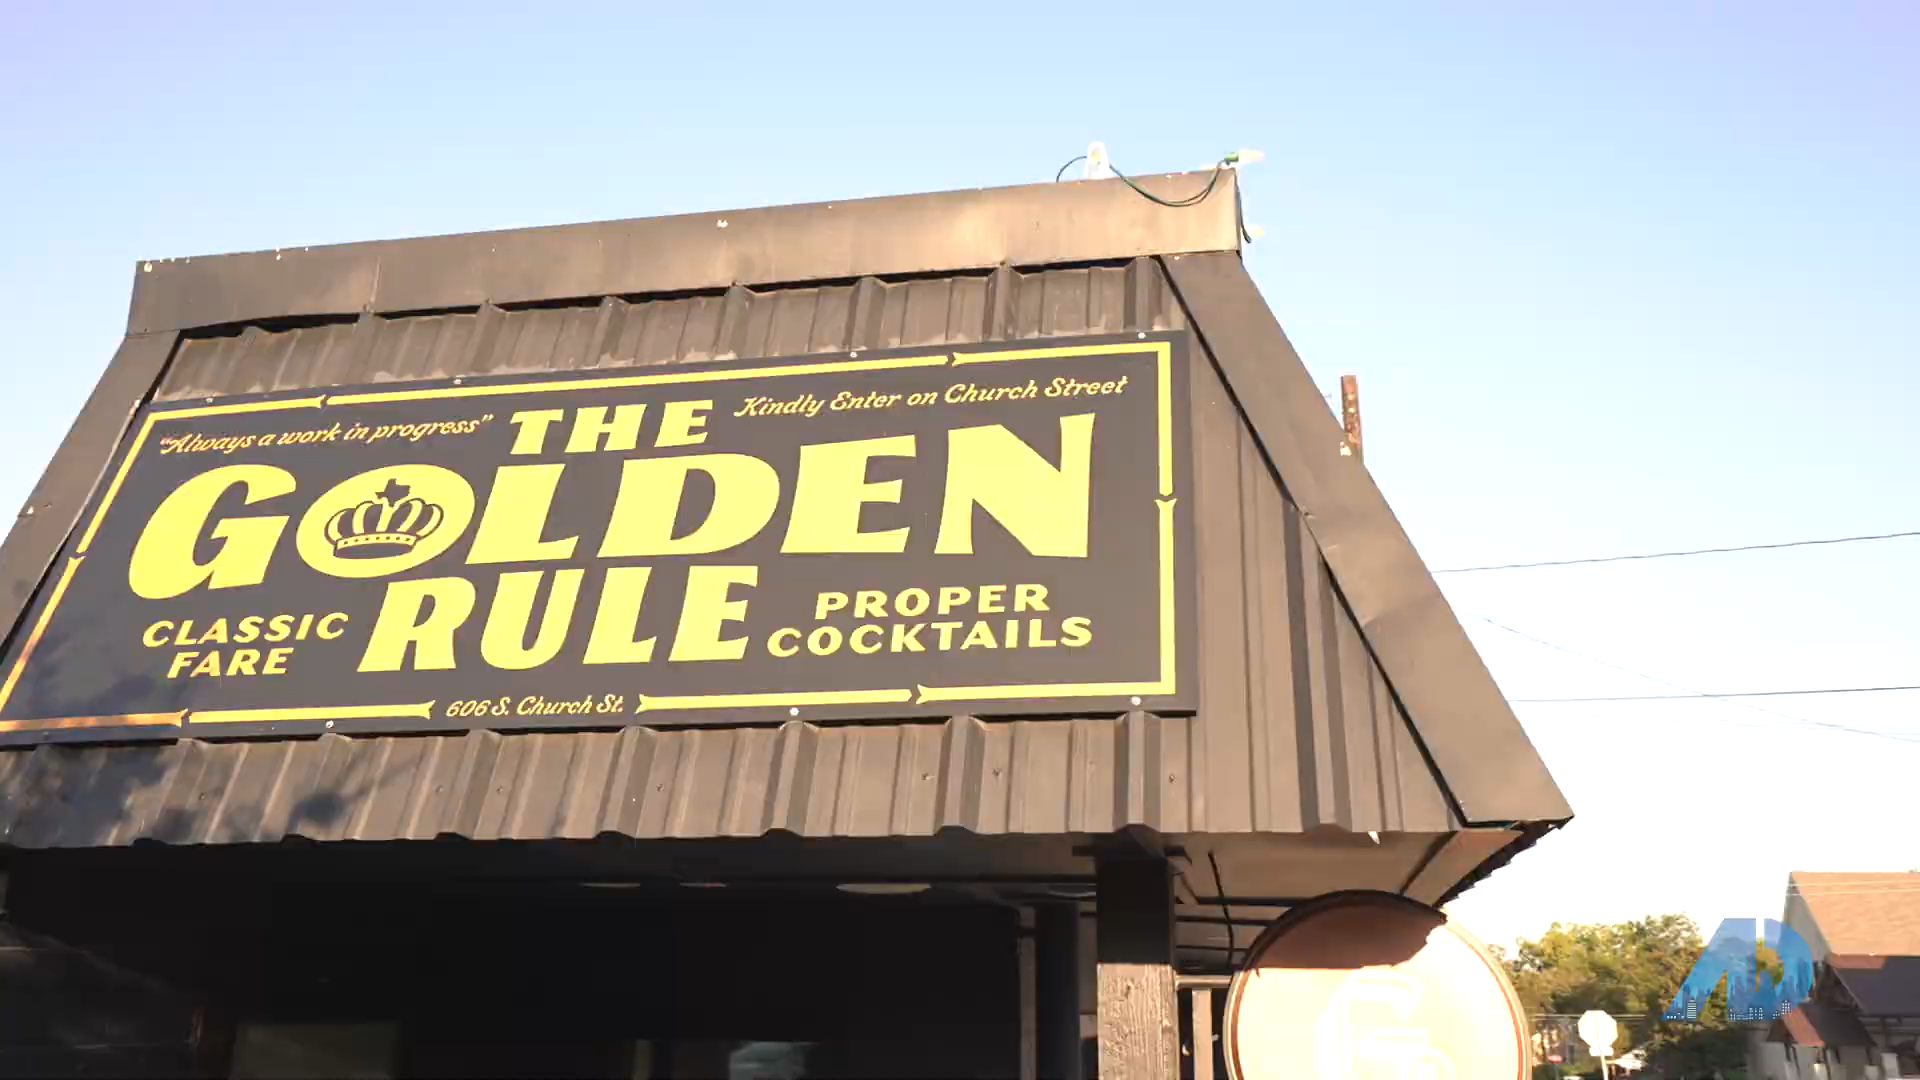 "Always a work in progress"
THE
Kindly Enter on Church Street
GOLDEN
RULE
CLASSIC
FARE
PROPER
COCKTAILS
606 S. Church St.
AD